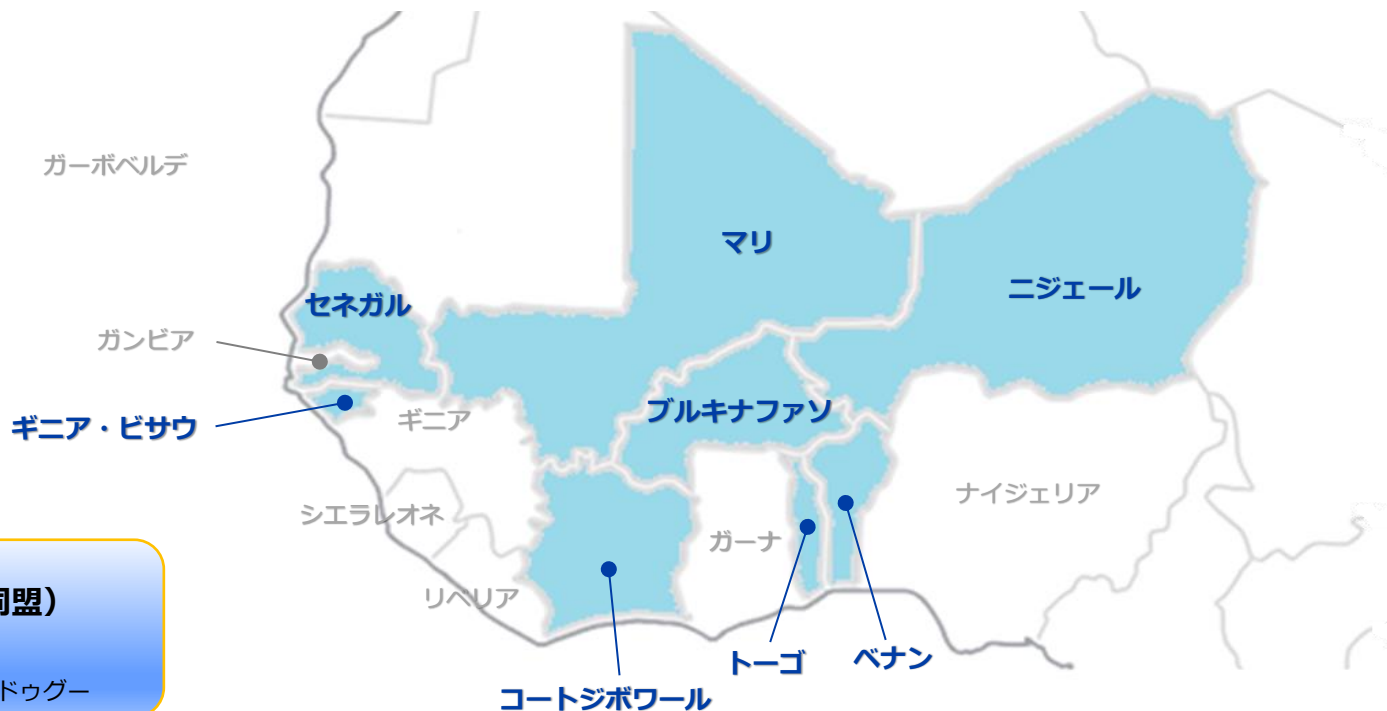 ガーボベルデ
マリ
ニジェール
セネガル
ガンビア
ブルキナファソ
ギニア・ビサウ
ギニア
ナイジェリア
シエラレオネ
ガーナ
リベリア
同盟）
トーゴ
ベナン
ドゥグー
コートジボワール